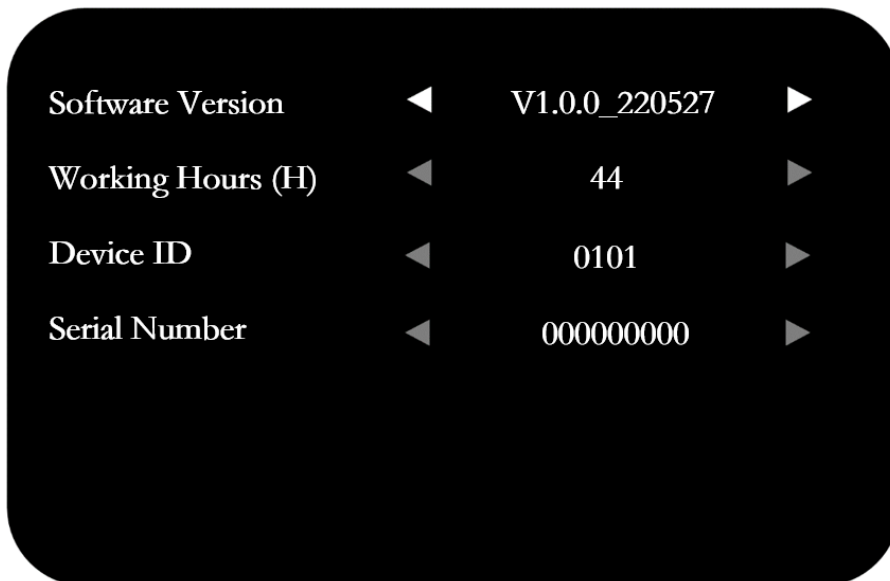 Software Version ◀ V1.0.0_220527 ▶
Working Hours (H) ◀ 44 ▶
Device ID ◀ 0101 ▶
Serial Number ◀ 000000000 ▶